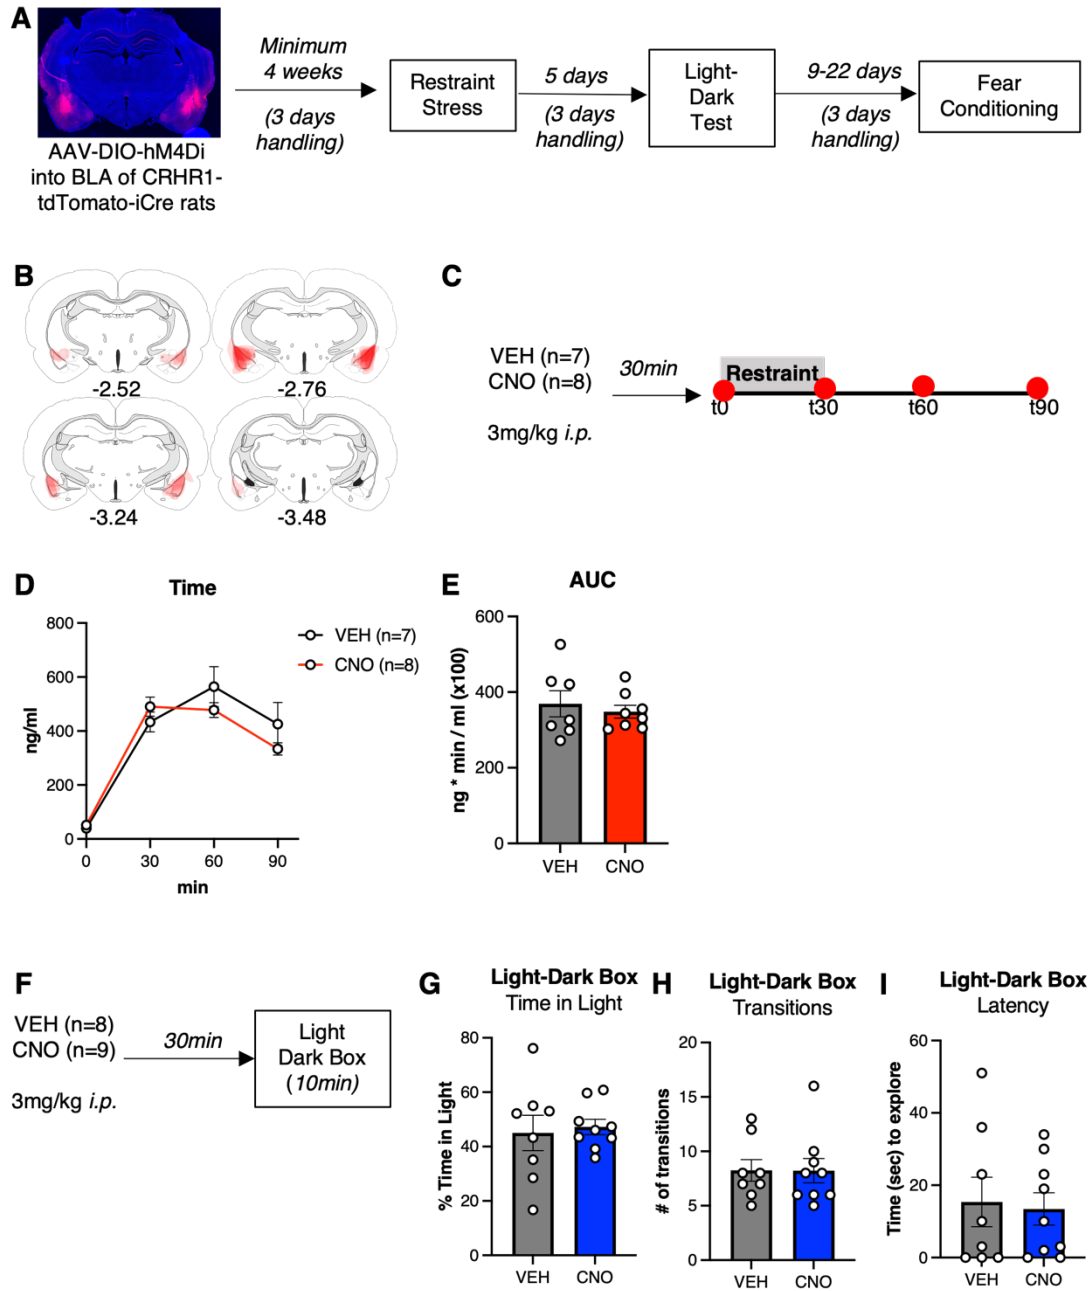 A
AAV-DIO-hM4Di
into BLA of CRHR1-
tdTomato-iCre rats
Minimum
4 weeks
(3 days
handling)
Restraint
Stress
5 days
(3 days
handling)
Light-
Dark
Test
9-22 days
(3 days
handling)
Fear
Conditioning
B
-2.52
-2.76
-3.24
-3.48
C
VEH (n=7)
CNO (n=8)
3mg/kg i.p.
30min
Restraint
t0
t30
t60
t90
D
Time
800
600
400
200
0
ng/ml
0
30
60
90
min
VEH (n=7)
CNO (n=8)
E
AUC
600
400
200
0
ng * min / ml (x100)
VEH
CNO
F
VEH (n=8)
CNO (n=9)
3mg/kg i.p.
30min
Light
Dark Box
(10min)
G
Light-Dark Box
Time in Light
80
60
40
20
0
% Time in Light
VEH
CNO
H
Light-Dark Box
Transitions
20
15
10
5
0
# of transitions
VEH
CNO
I
Light-Dark Box
Latency
60
40
20
0
Time (sec) to explore
VEH
CNO